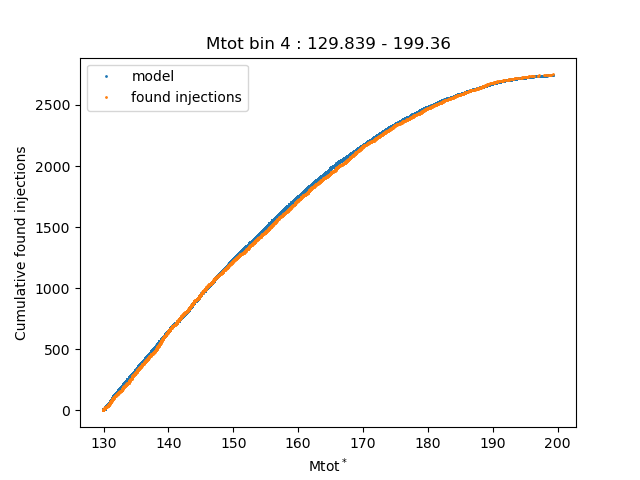 Mtot bin 4 : 129.839 - 199.36
model
found injections
Cumulative found injections
2500
2000
1500
1000
500
0
130 140 150 160 170 180 190 200
Mtot*